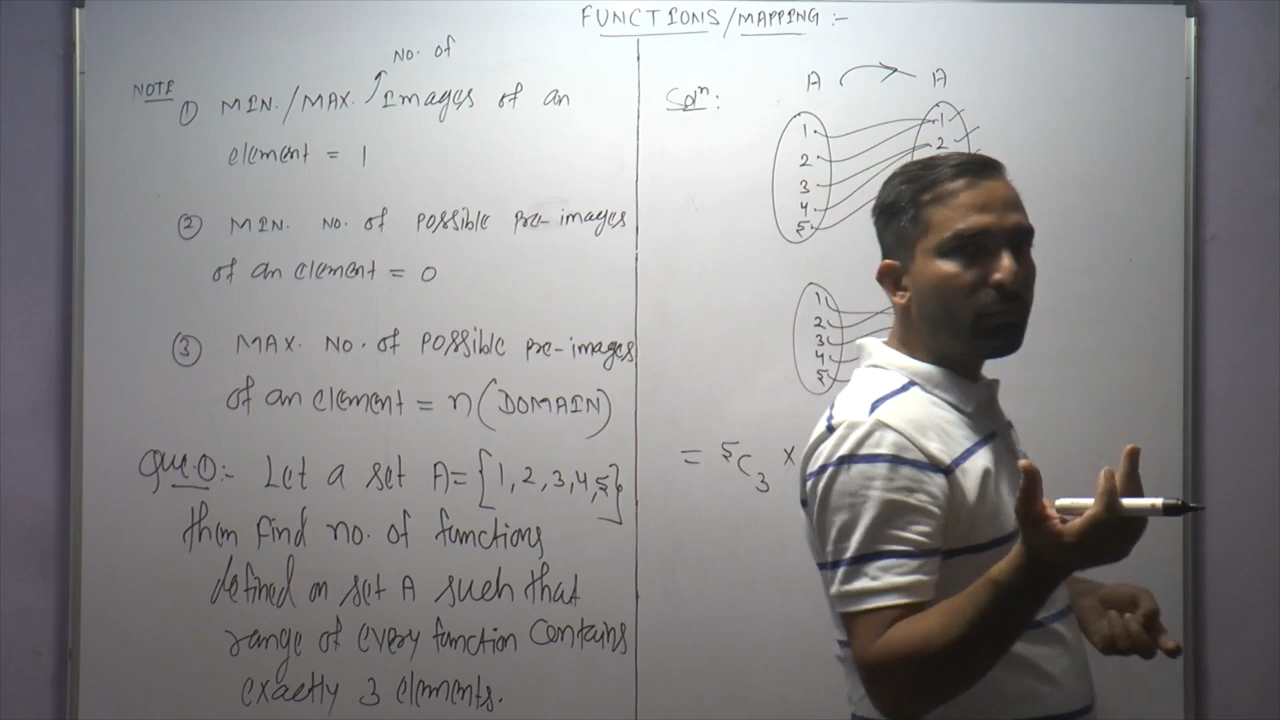 FUNCTIONS/MAPPING :-
NOTE
No. of
① MIN./MAX. Images of an
element = 1
② MIN. No. of possible pre-images
of an element = 0
③ MAX. No. of possible pre-images
of an element = n(DOMAIN)
Que.①:- Let a set A={1,2,3,4,5}
then find no. of functions
defined on set A such that
range of every function contains
exactly 3 elements.
Solⁿ:
A A
1 1
2 2
3
4
5
1
2
3
4
5
= ⁵C₃ ×